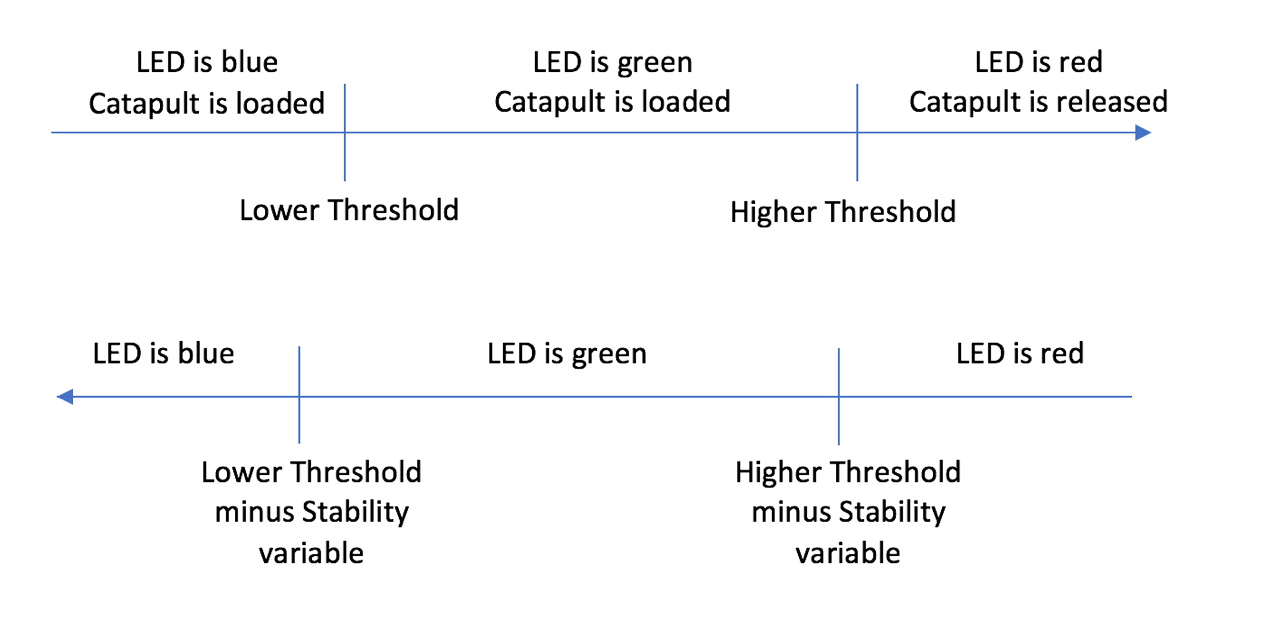 LED is blue
Catapult is loaded
LED is green
Catapult is loaded
LED is red
Catapult is released
Lower Threshold
Higher Threshold
LED is blue
LED is green
LED is red
Lower Threshold
minus Stability
variable
Higher Threshold
minus Stability
variable